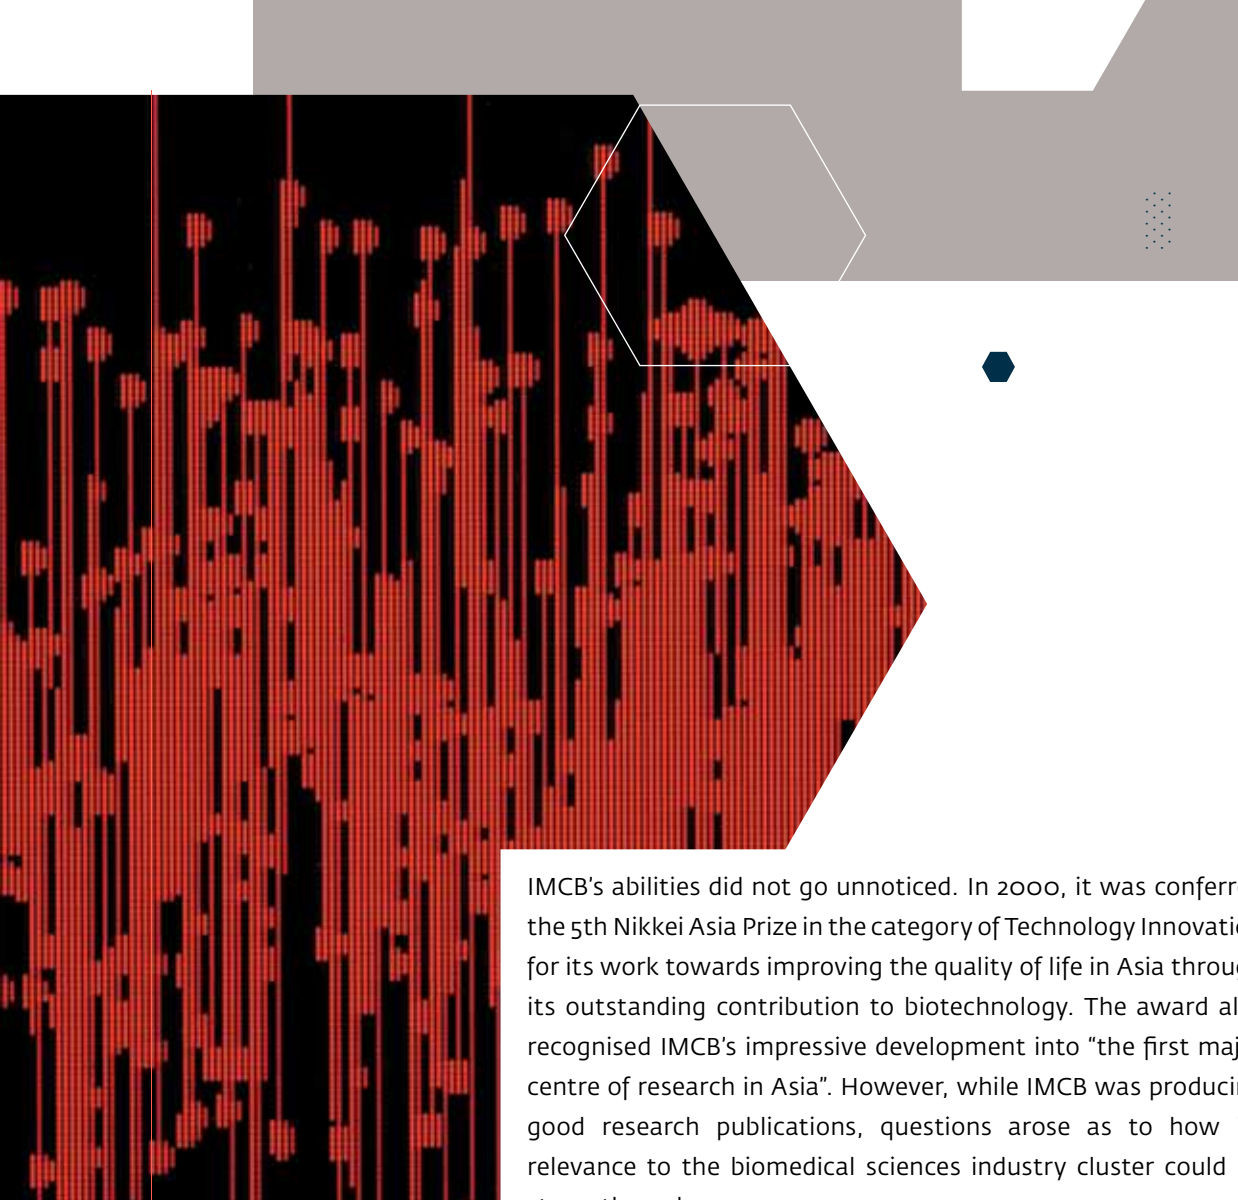 IMCB’s abilities did not go unnoticed. In 2000, it was conferr
the 5th Nikkei Asia Prize in the category of Technology Innovati
for its work towards improving the quality of life in Asia throu
its outstanding contribution to biotechnology. The award al
recognised IMCB’s impressive development into “the first maj
centre of research in Asia”. However, while IMCB was produci
good research publications, questions arose as to how
relevance to the biomedical sciences industry cluster could